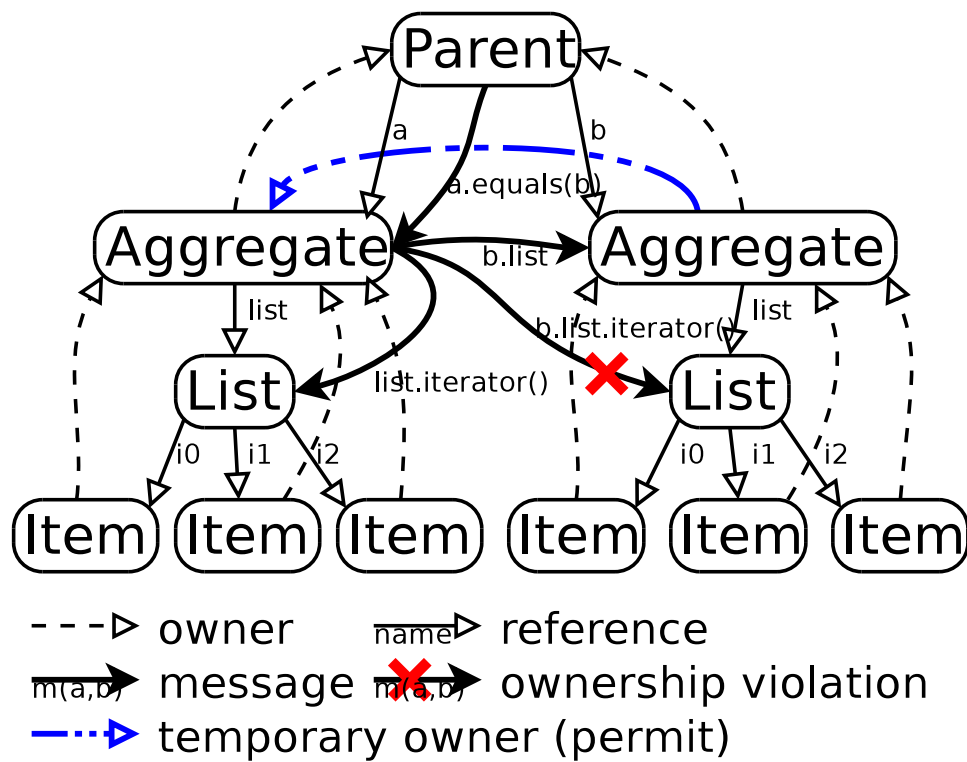 Parent
a
b
a.equals(b)
Aggregate
Aggregate
b.list
list
b.list.iterator()
list
List
list.iterator()
List
i0
i1
i2
i0
i1
i2
Item
Item
Item
Item
Item
Item
owner
name
reference
m(a,b)
message
m(a,b)
ownership violation
temporary owner (permit)